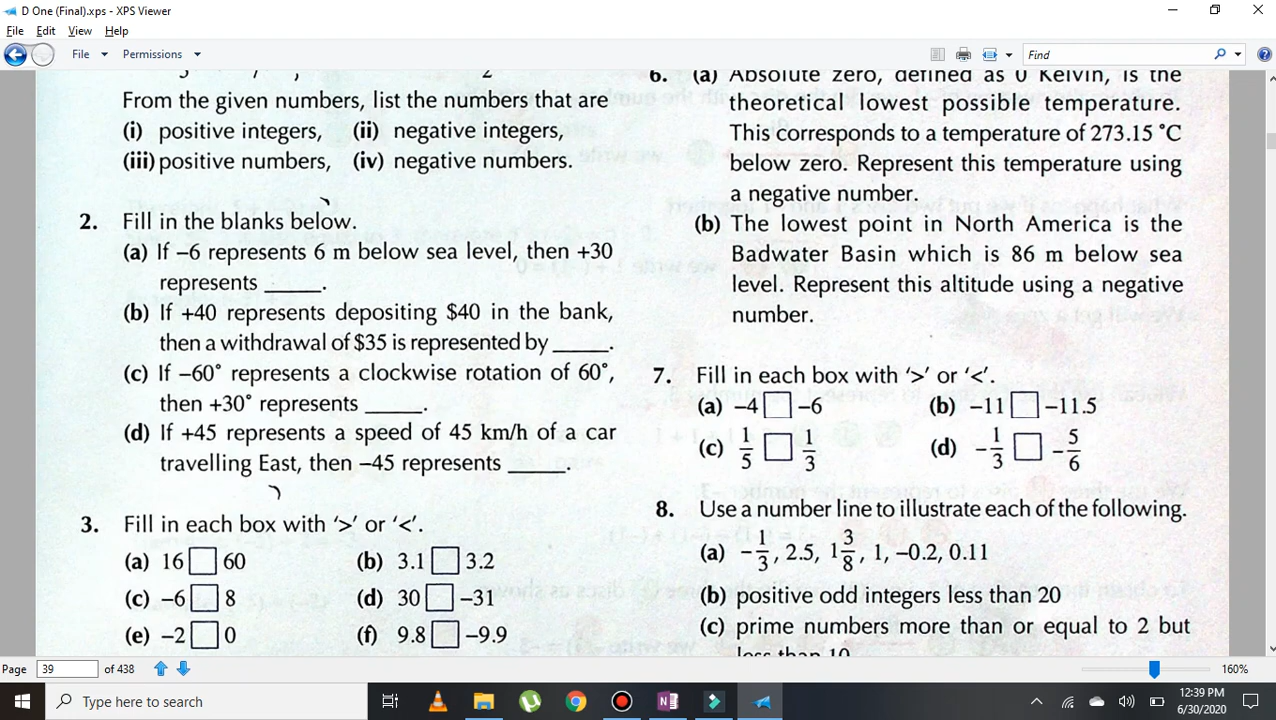 D One (Final).xps - XPS Viewer
File Edit View Help
File Permissions Find
From the given numbers, list the numbers that are
(i) positive integers, (ii) negative integers,
(iii) positive numbers, (iv) negative numbers.
2. Fill in the blanks below.
(a) If –6 represents 6 m below sea level, then +30
represents _____.
(b) If +40 represents depositing $40 in the bank,
then a withdrawal of $35 is represented by _____.
(c) If –60° represents a clockwise rotation of 60°,
then +30° represents _____.
(d) If +45 represents a speed of 45 km/h of a car
travelling East, then –45 represents _____.
3. Fill in each box with ‘>’ or ‘<’.
(a) 16 □ 60 (b) 3.1 □ 3.2
(c) –6 □ 8 (d) 30 □ –31
(e) –2 □ 0 (f) 9.8 □ –9.9
6. (a) Absolute zero, defined as 0 Kelvin, is the
theoretical lowest possible temperature.
This corresponds to a temperature of 273.15 °C
below zero. Represent this temperature using
a negative number.
(b) The lowest point in North America is the
Badwater Basin which is 86 m below sea
level. Represent this altitude using a negative
number.
7. Fill in each box with ‘>’ or ‘<’.
(a) –4 □ –6 (b) –11 □ –11.5
(c) 1/5 □ 1/3 (d) –1/3 □ –5/6
8. Use a number line to illustrate each of the following.
(a) –1/3, 2.5, 1 3/8, 1, –0.2, 0.11
(b) positive odd integers less than 20
(c) prime numbers more than or equal to 2 but
less than 10
Page 39 of 438 160%
Type here to search
12:39 PM
6/30/2020